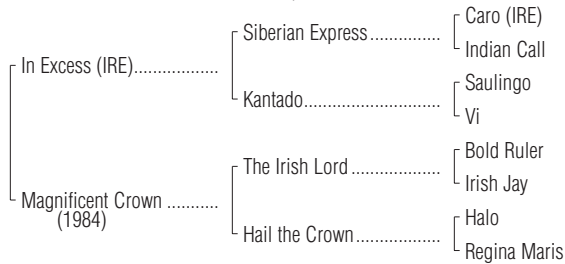 Caro (IRE)
Siberian Express...............
Indian Call
In Excess (IRE)..................
Saulingo
Kantado.............................
Vi
Bold Ruler
The Irish Lord ...................
Irish Jay
Magnificent Crown ...........
(1984)
Halo
Hail the Crown..................
Regina Maris